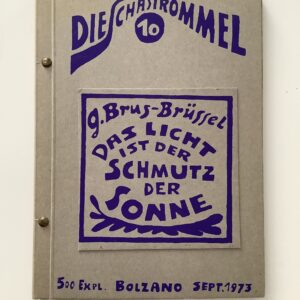 DIE SCHASTROMMEL
10
g. Brus-Brüssel
DAS LICHT
IST DER
SCHMUTZ
DER
SONNE
500 EXPL. BOLZANO SEPT. 1973